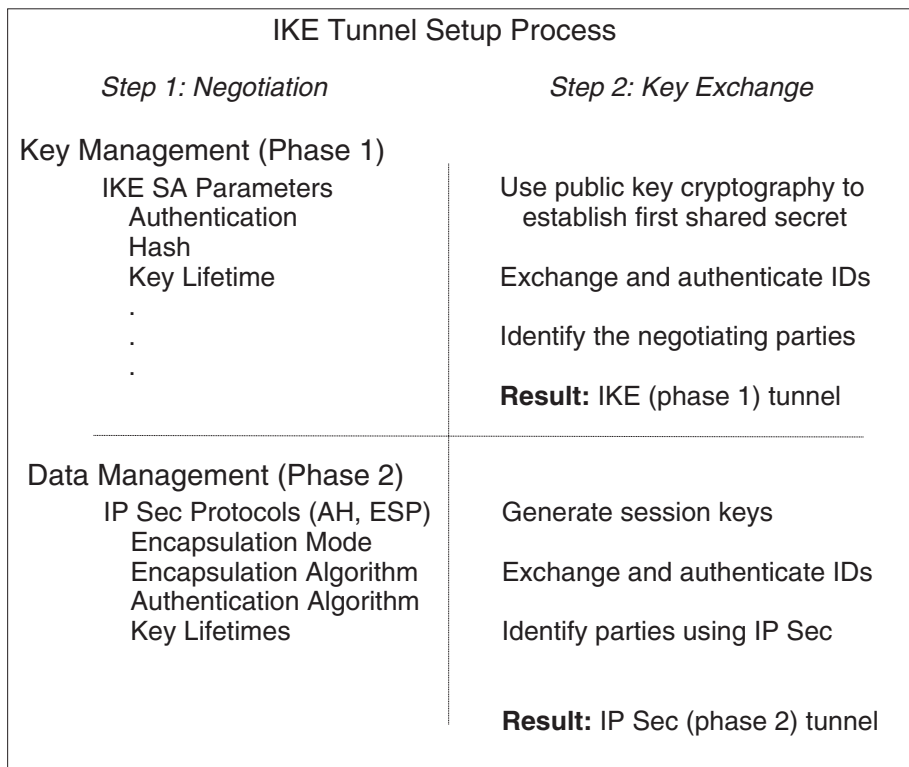 IKE Tunnel Setup Process
Step 1: Negotiation
Step 2: Key Exchange
Key Management (Phase 1)
IKE SA Parameters
Authentication
Hash
Key Lifetime
.
.
.
Use public key cryptography to
establish first shared secret
Exchange and authenticate IDs
Identify the negotiating parties
Result: IKE (phase 1) tunnel
Data Management (Phase 2)
IP Sec Protocols (AH, ESP)
Encapsulation Mode
Encapsulation Algorithm
Authentication Algorithm
Key Lifetimes
Generate session keys
Exchange and authenticate IDs
Identify parties using IP Sec
Result: IP Sec (phase 2) tunnel